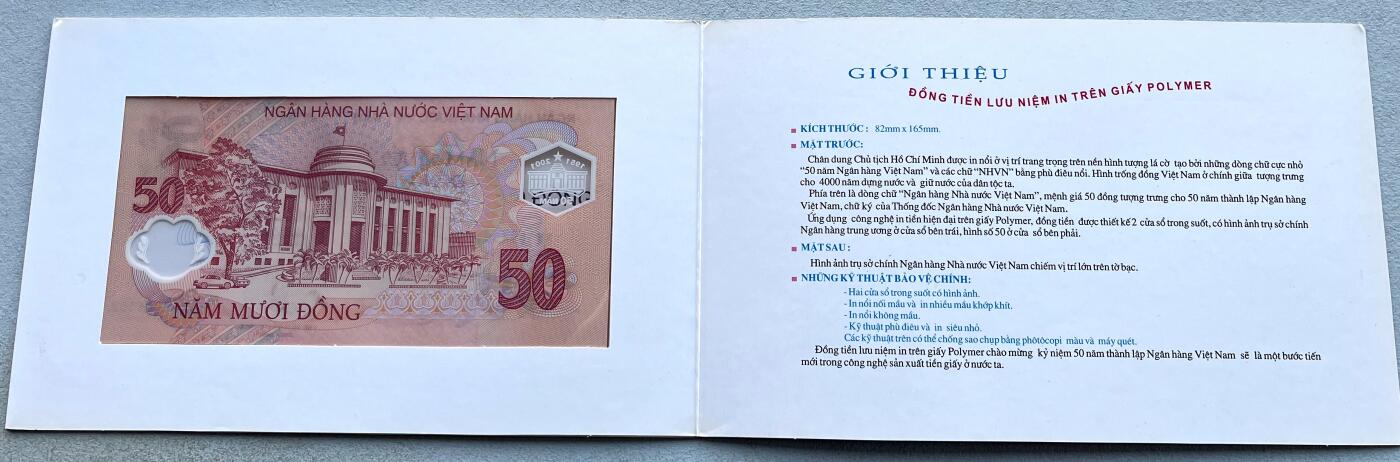 NGÂN HÀNG NHÀ NƯỚC VIỆT NAM
1951 2001
50
50 NĂM
50
NĂM MƯƠI ĐỒNG
GIỚI THIỆU
ĐỒNG TIỀN LƯU NIỆM IN TRÊN GIẤY POLYMER
KÍCH THƯỚC : 82mm x 165mm.
MẶT TRƯỚC:
Chân dung Chủ tịch Hồ Chí Minh được in nổi ở vị trí trang trọng trên nền hình tượng lá cờ tạo bởi những dòng chữ cực nhỏ
"50 năm Ngân hàng Việt Nam" và các chữ "NHVN" bằng phù điêu nổi. Hình trống đồng Việt Nam ở chính giữa tượng trưng
cho 4000 năm dựng nước và giữ nước của dân tộc ta.
Phía trên là dòng chữ "Ngân hàng Nhà nước Việt Nam", mệnh giá 50 đồng tượng trưng cho 50 năm thành lập Ngân hàng
Việt Nam, chữ ký của Thống đốc Ngân hàng Nhà nước Việt Nam.
Ứng dụng công nghệ in tiền hiện đại trên giấy Polymer, đồng tiền được thiết kế 2 cửa sổ trong suốt, có hình ảnh trụ sở chính
Ngân hàng trung ương ở cửa sổ bên trái, hình số 50 ở cửa sổ bên phải.
MẶT SAU :
Hình ảnh trụ sở chính Ngân hàng Nhà nước Việt Nam chiếm vị trí lớn trên tờ bạc.
NHỮNG KỸ THUẬT BẢO VỆ CHÍNH:
- Hai cửa sổ trong suốt có hình ảnh.
- In nổi nối mầu và in nhiều mầu khớp khít.
- In nổi không mầu.
- Kỹ thuật phù điêu và in siêu nhỏ.
Các kỹ thuật trên có thể chống sao chụp bằng phôtôcopi màu và máy quét.
Đồng tiền lưu niệm in trên giấy Polymer chào mừng kỷ niệm 50 năm thành lập Ngân hàng Việt Nam sẽ là một bước tiến
mới trong công nghệ sản xuất tiền giấy ở nước ta.